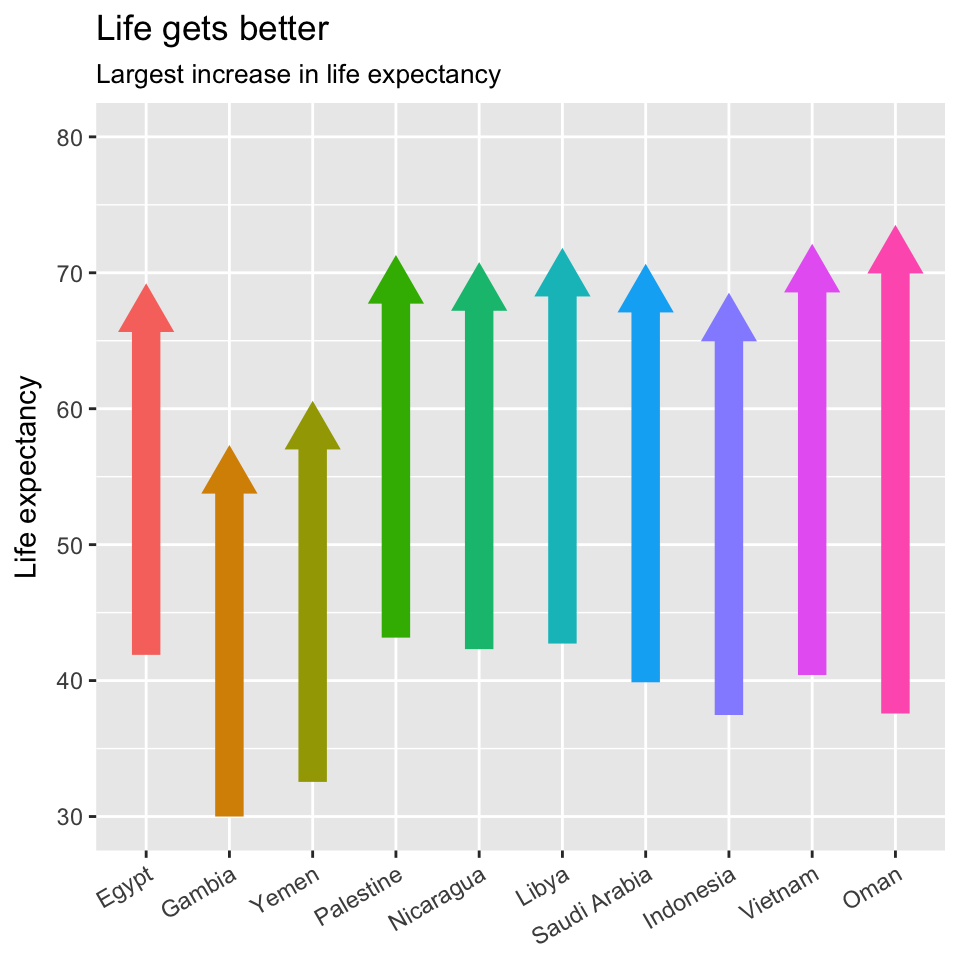 Life gets better
Largest increase in life expectancy
Life expectancy
80
70
60
50
40
30
Egypt
Gambia
Yemen
Palestine
Nicaragua
Libya
Saudi Arabia
Indonesia
Vietnam
Oman